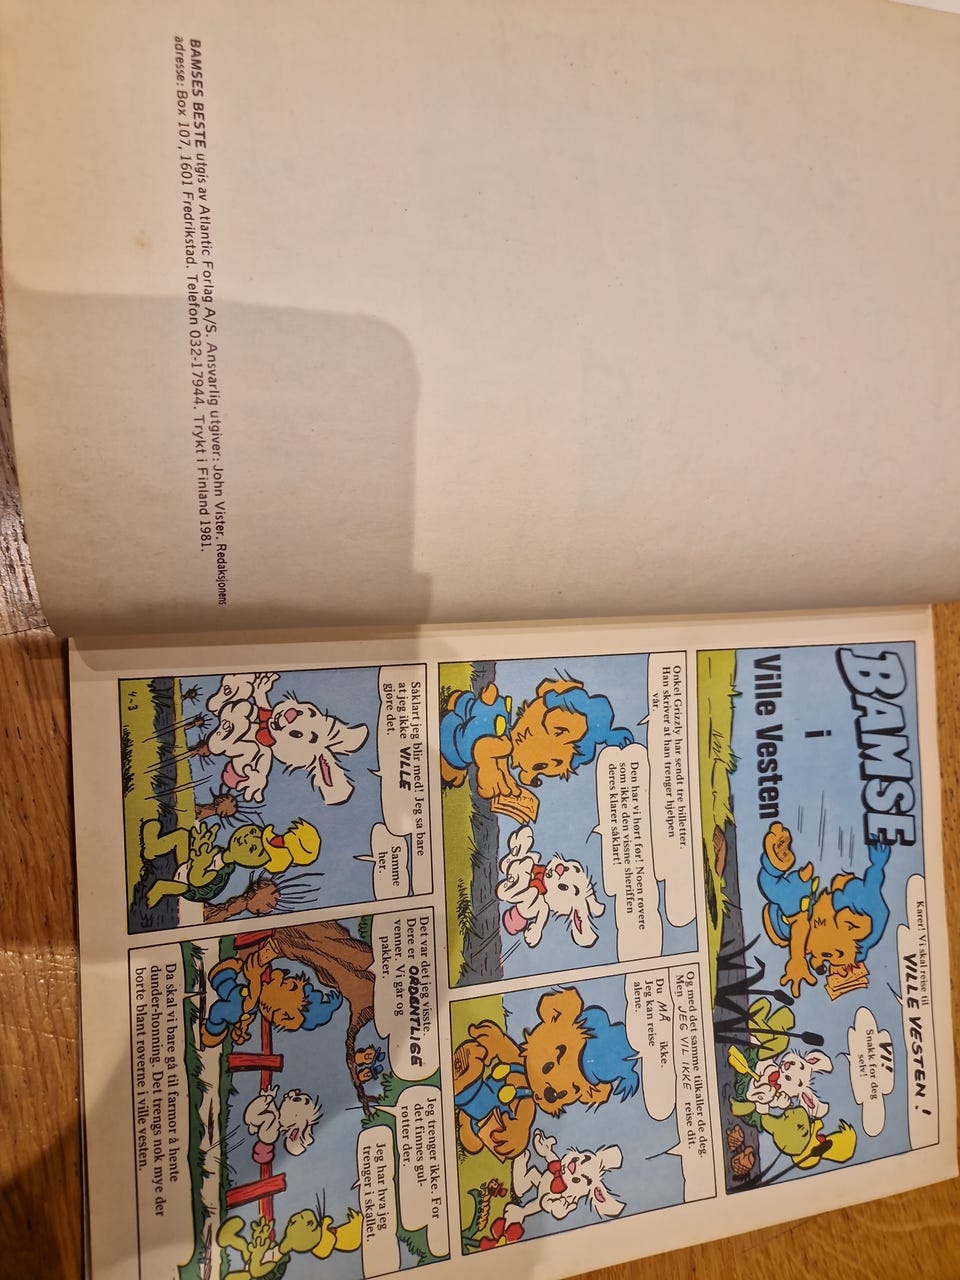 BAMSES BESTE utgis av Atlantic Forlag A/S. Ansvarlig utgiver: John Vister. Redaksjonens
adresse: Box 107, 1601 Fredrikstad. Telefon 032-17944. Trykt i Finland 1981.
BAMSE
i
Ville Vesten
Karer! Vi skal reise til
VILLE VESTEN!
VI!
Snakk for deg
selv!
Onkel Grizzly har sendt tre billetter.
Han skriver at han trenger hjelpen
vår.
Den har vi hørt før! Noen røvere
som ikke den vissne sheriffen
deres klarer såklart!
Og med det samme tilkaller de deg.
Men JEG VIL IKKE reise dit.
Du MÅ ikke.
Jeg kan reise
alene.
Såklart jeg blir med! Jeg sa bare
at jeg ikke VILLE
gjøre det.
Samme
her.
4-3
Det var det jeg visste.
Dere er ORDENTLIGE
venner. Vi går og
pakker.
Jeg trenger ikke. For
det finnes gul-
røtter der.
Jeg har hva jeg
trenger i skallet.
Da skal vi bare gå til farmor å hente
dunder-honning. Det trengs nok mye der
borte blant røverne i ville vesten.